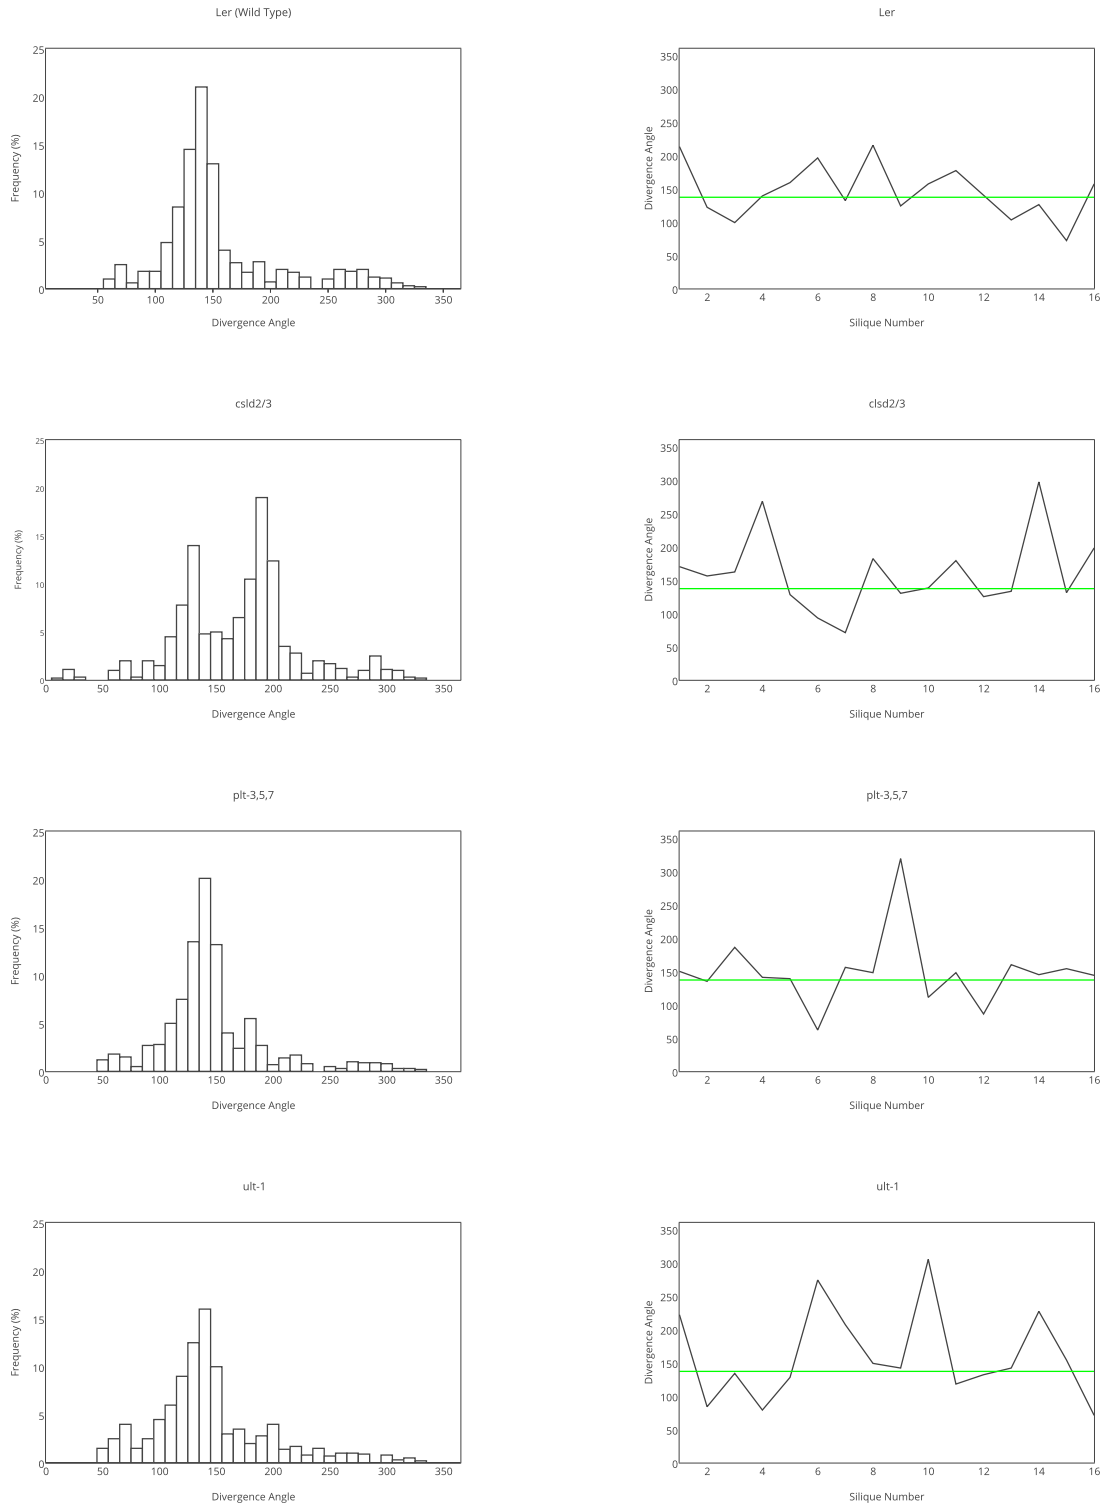 Ler (Wild Type)
25
20
15
10
5
0
Frequency (%)
50 100 150 200 250 300 350
Divergence Angle
Ler
350
300
250
200
150
100
50
0
Divergence Angle
2 4 6 8 10 12 14 16
Silique Number
csld2/3
25
20
15
10
5
0
Frequency (%)
0 50 100 150 200 250 300 350
Divergence Angle
clsd2/3
350
300
250
200
150
100
50
0
Divergence Angle
2 4 6 8 10 12 14 16
Silique Number
plt-3,5,7
25
20
15
10
5
0
Frequency (%)
0 50 100 150 200 250 300 350
Divergence Angle
plt-3,5,7
350
300
250
200
150
100
50
0
Divergence Angle
2 4 6 8 10 12 14 16
Silique Number
ult-1
25
20
15
10
5
0
Frequency (%)
0 50 100 150 200 250 300 350
Divergence Angle
ult-1
350
300
250
200
150
100
50
0
Divergence Angle
2 4 6 8 10 12 14 16
Silique Number